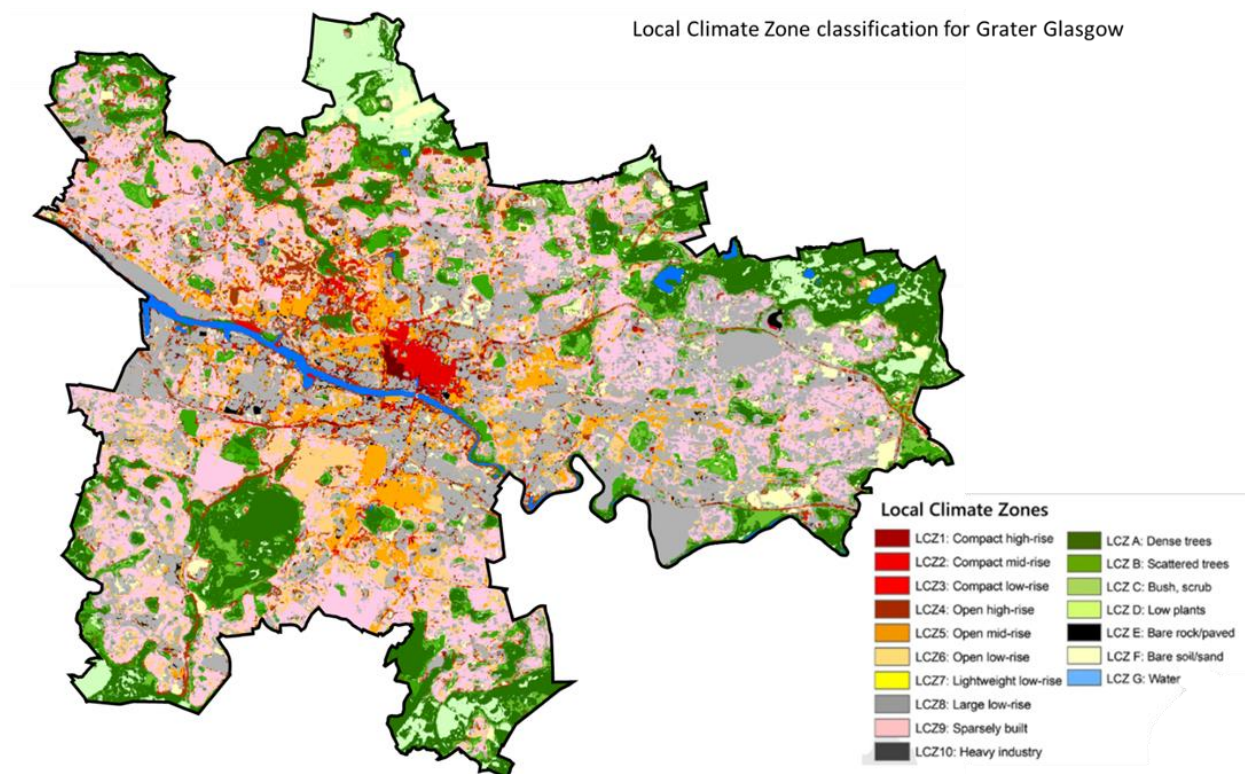 Local Climate Zone classification for Grater Glasgow
Local Climate Zones
LCZ1: Compact high-rise
LCZ2: Compact mid-rise
LCZ3: Compact low-rise
LCZ4: Open high-rise
LCZ5: Open mid-rise
LCZ6: Open low-rise
LCZ7: Lightweight low-rise
LCZ8: Large low-rise
LCZ9: Sparsely built
LCZ10: Heavy industry
LCZ A: Dense trees
LCZ B: Scattered trees
LCZ C: Bush, scrub
LCZ D: Low plants
LCZ E: Bare rock/paved
LCZ F: Bare soil/sand
LCZ G: Water